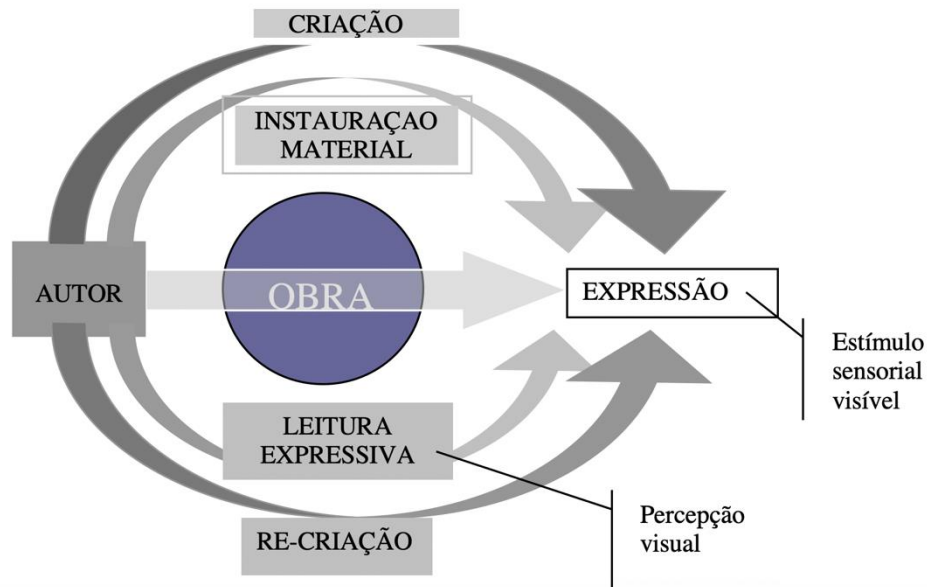 CRIAÇÃO
INSTAURAÇAO
MATERIAL
AUTOR
OBRA
EXPRESSÃO
Estímulo
sensorial
visível
LEITURA
EXPRESSIVA
Percepção
visual
RE-CRIAÇÃO